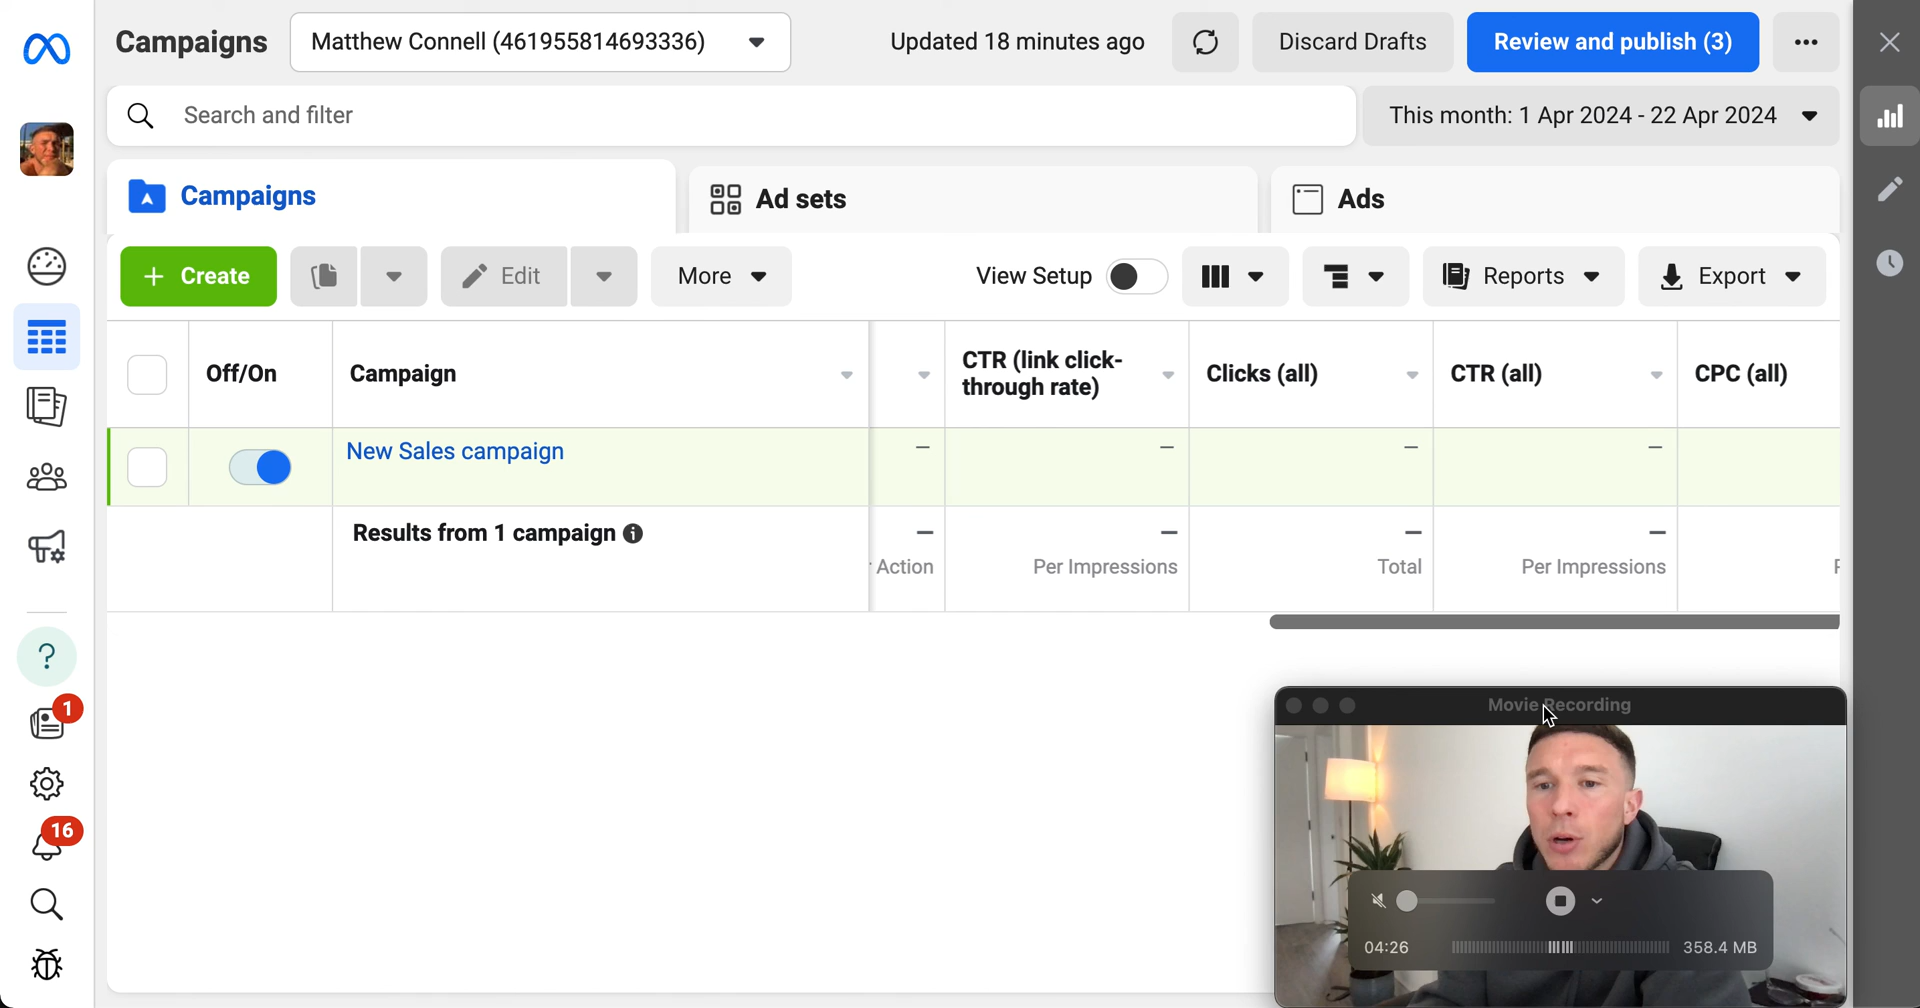 Campaigns
Matthew Connell (461955814693336)
Updated 18 minutes ago
Discard Drafts
Review and publish (3)
Search and filter
This month: 1 Apr 2024 - 22 Apr 2024
Campaigns
Ad sets
Ads
+ Create
Edit
More
View Setup
Reports
Export
Off/On
Campaign
CTR (link click-
through rate)
Clicks (all)
CTR (all)
CPC (all)
New Sales campaign
–
–
–
–
Results from 1 campaign
–
–
–
–
Action
Per Impressions
Total
Per Impressions
?
1
16
Movie Recording
04:26
358.4 MB